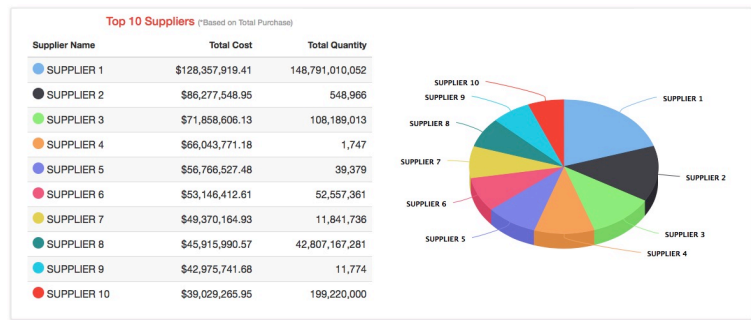 Top 10 Suppliers (*Based on Total Purchase)
Supplier Name Total Cost Total Quantity
SUPPLIER 1 $128,357,919.41 148,791,010,052
SUPPLIER 2 $86,277,548.95 548,966
SUPPLIER 3 $71,858,606.13 108,189,013
SUPPLIER 4 $66,043,771.18 1,747
SUPPLIER 5 $56,766,527.48 39,379
SUPPLIER 6 $53,146,412.61 52,557,361
SUPPLIER 7 $49,370,164.93 11,841,736
SUPPLIER 8 $45,915,990.57 42,807,167,281
SUPPLIER 9 $42,975,741.68 11,774
SUPPLIER 10 $39,029,265.95 199,220,000
SUPPLIER 10
SUPPLIER 9
SUPPLIER 1
SUPPLIER 8
SUPPLIER 7
SUPPLIER 2
SUPPLIER 6
SUPPLIER 3
SUPPLIER 5
SUPPLIER 4